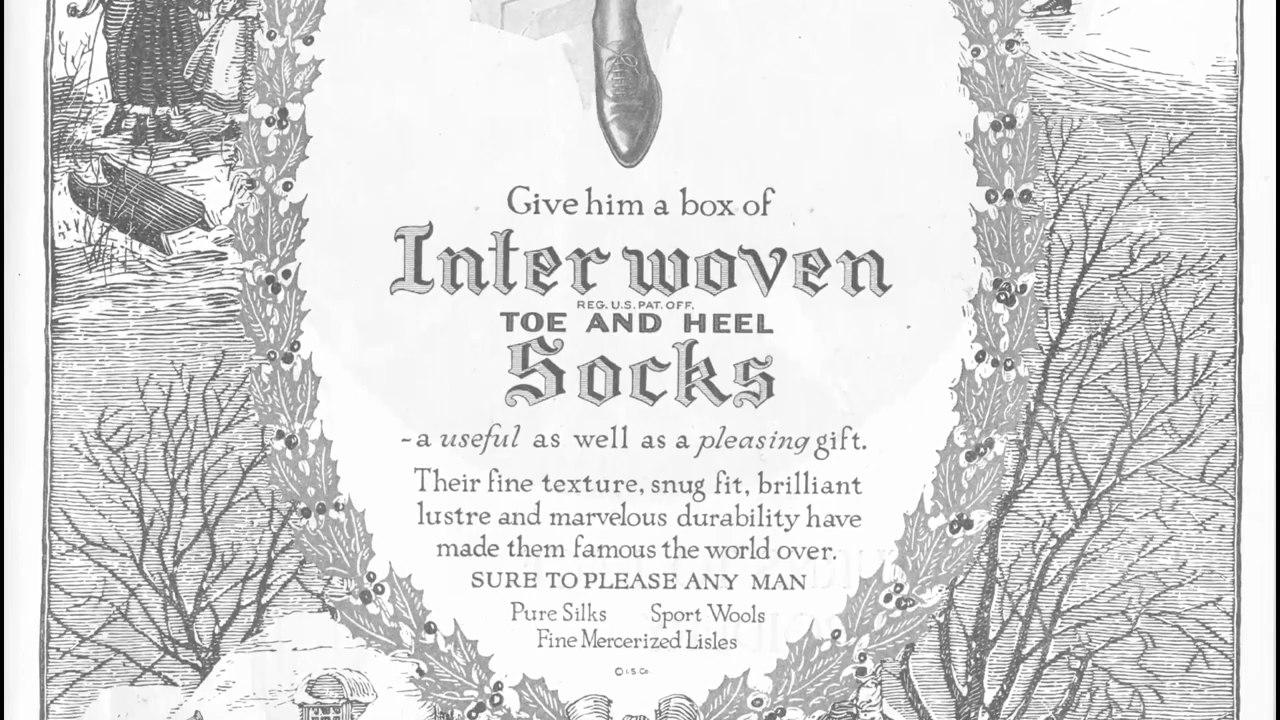 Give him a box of
Interwoven
REG. U.S. PAT. OFF.
TOE AND HEEL
Socks
-a useful as well as a pleasing gift.
Their fine texture, snug fit, brilliant
lustre and marvelous durability have
made them famous the world over.
SURE TO PLEASE ANY MAN
Pure Silks Sport Wools
Fine Mercerized Lisles
© I. S. Co.